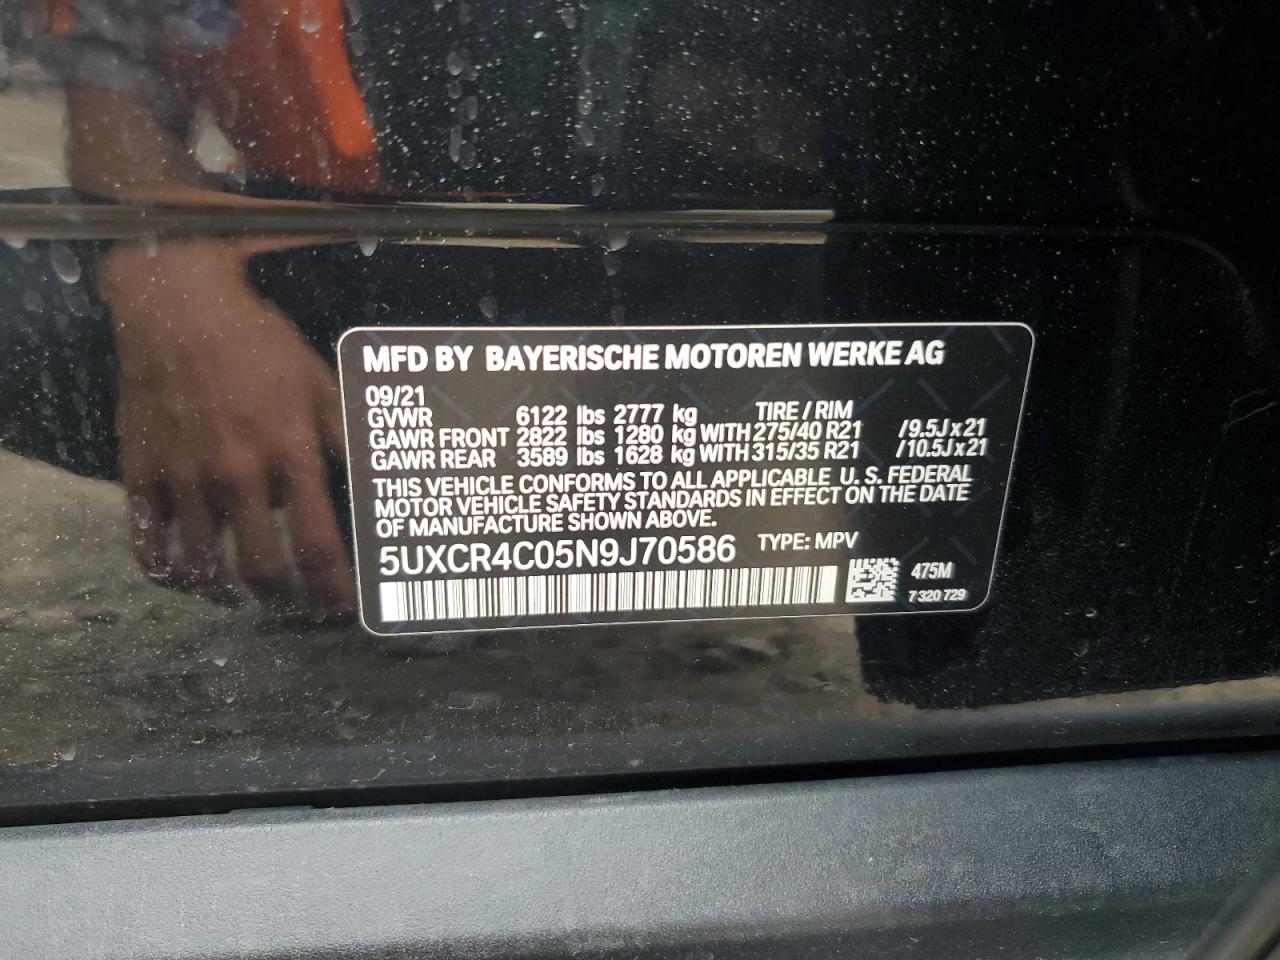 MFD BY BAYERISCHE MOTOREN WERKE AG
09/21
GVWR 6122 lbs 2777 kg TIRE / RIM
GAWR FRONT 2822 lbs 1280 kg WITH 275/40 R21 /9.5J x 21
GAWR REAR 3589 lbs 1628 kg WITH 315/35 R21 /10.5J x 21
THIS VEHICLE CONFORMS TO ALL APPLICABLE U. S. FEDERAL
MOTOR VEHICLE SAFETY STANDARDS IN EFFECT ON THE DATE
OF MANUFACTURE SHOWN ABOVE.
5UXCR4C05N9J70586 TYPE: MPV
475M
7 320 729